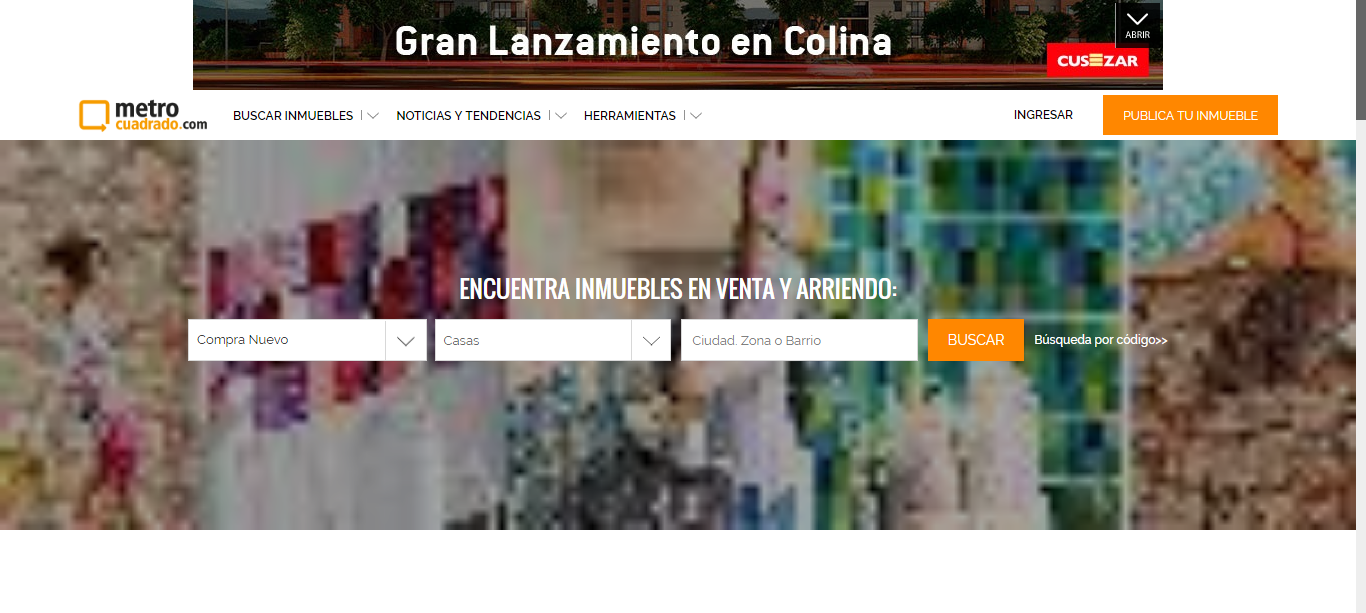 Gran Lanzamiento en Colina
ABRIR
CUSEZAR
metro
cuadrado.com
BUSCAR INMUEBLES
NOTICIAS Y TENDENCIAS
HERRAMIENTAS
INGRESAR
PUBLICA TU INMUEBLE
ENCUENTRA INMUEBLES EN VENTA Y ARRIENDO:
Compra Nuevo
Casas
Ciudad. Zona o Barrio
BUSCAR
Búsqueda por código>>